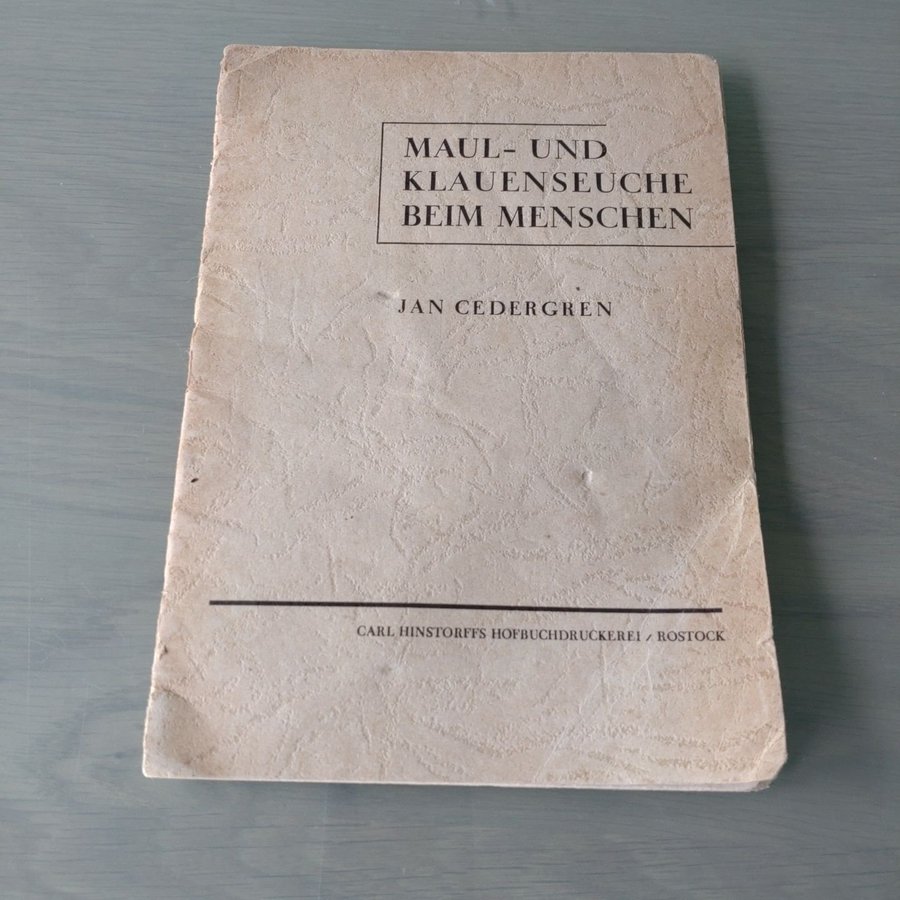 MAUL- UND
KLAUENSEUCHE
BEIM MENSCHEN
JAN CEDERGREN
CARL HINSTORFFS HOFBUCHDRUCKEREI / ROSTOCK